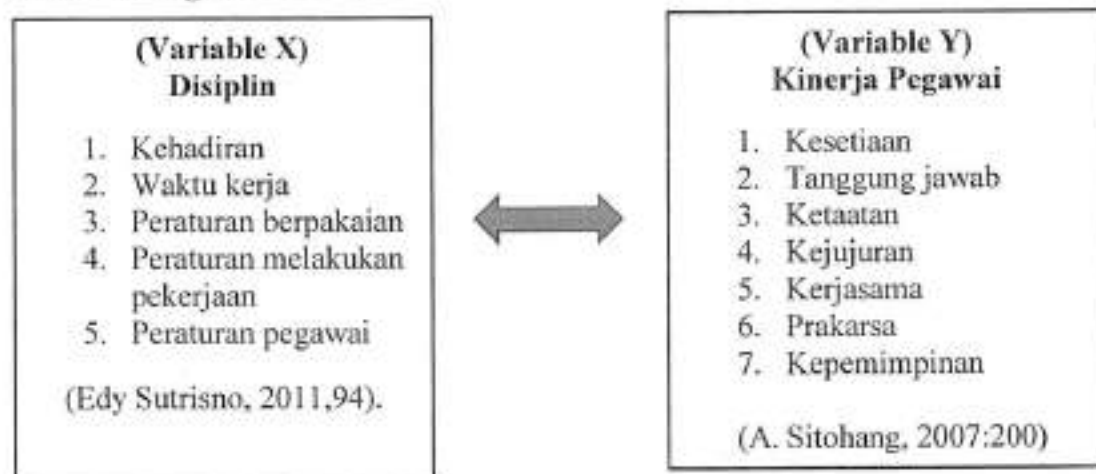 (Variable X)
Disiplin
1. Kehadiran
2. Waktu kerja
3. Peraturan berpakaian
4. Peraturan melakukan
pekerjaan
5. Peraturan pegawai
(Edy Sutrisno, 2011,94).
(Variable Y)
Kinerja Pegawai
1. Kesetiaan
2. Tanggung jawab
3. Ketaatan
4. Kejujuran
5. Kerjasama
6. Prakarsa
7. Kepemimpinan
(A. Sitohang, 2007:200)